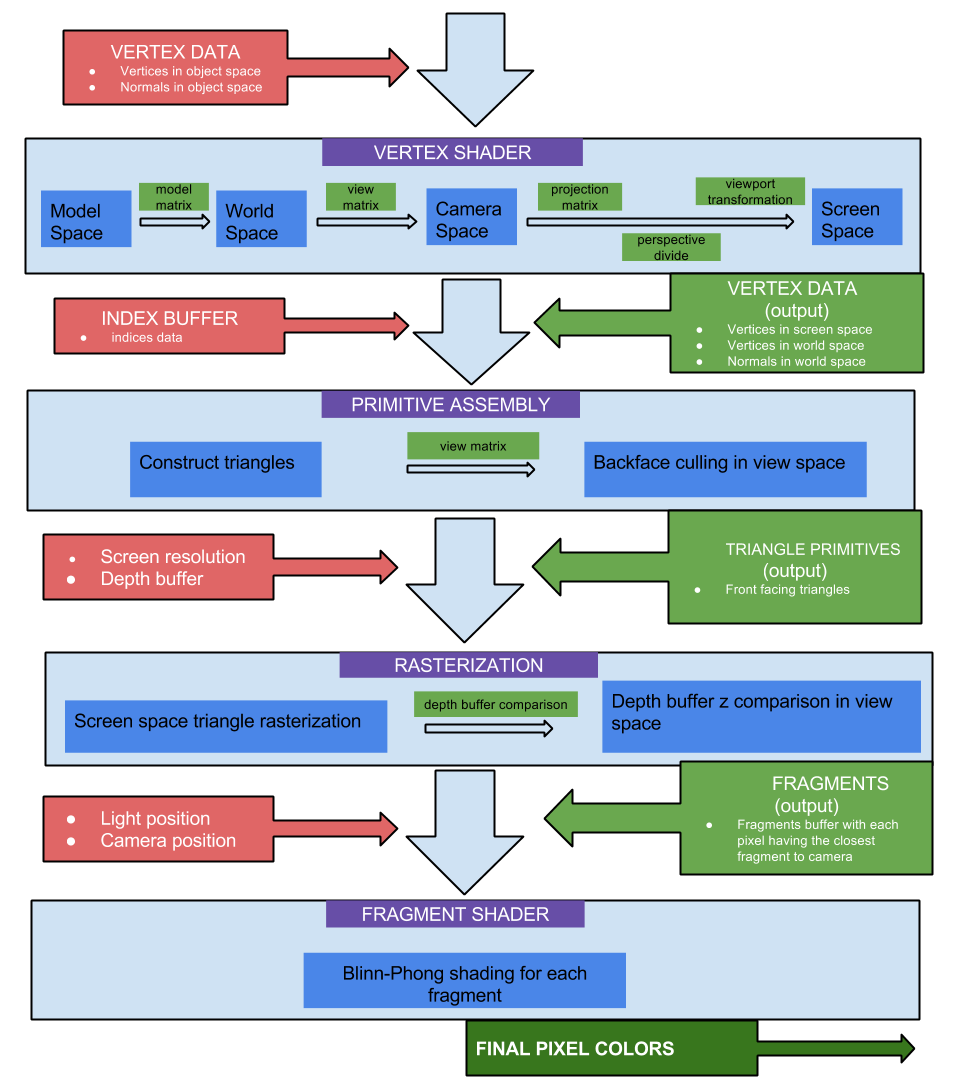 VERTEX DATA
● Vertices in object space
● Normals in object space
VERTEX SHADER
model
matrix
view
matrix
projection
matrix
viewport
transformation
Model
Space
World
Space
Camera
Space
Screen
Space
perspective
divide
INDEX BUFFER
● indices data
VERTEX DATA
(output)
● Vertices in screen space
● Vertices in world space
● Normals in world space
PRIMITIVE ASSEMBLY
Construct triangles
view matrix
Backface culling in view space
● Screen resolution
● Depth buffer
TRIANGLE PRIMITIVES
(output)
● Front facing triangles
RASTERIZATION
Screen space triangle rasterization
depth buffer comparison
Depth buffer z comparison in view
space
● Light position
● Camera position
FRAGMENTS
(output)
● Fragments buffer with each
pixel having the closest
fragment to camera
FRAGMENT SHADER
Blinn-Phong shading for each
fragment
FINAL PIXEL COLORS